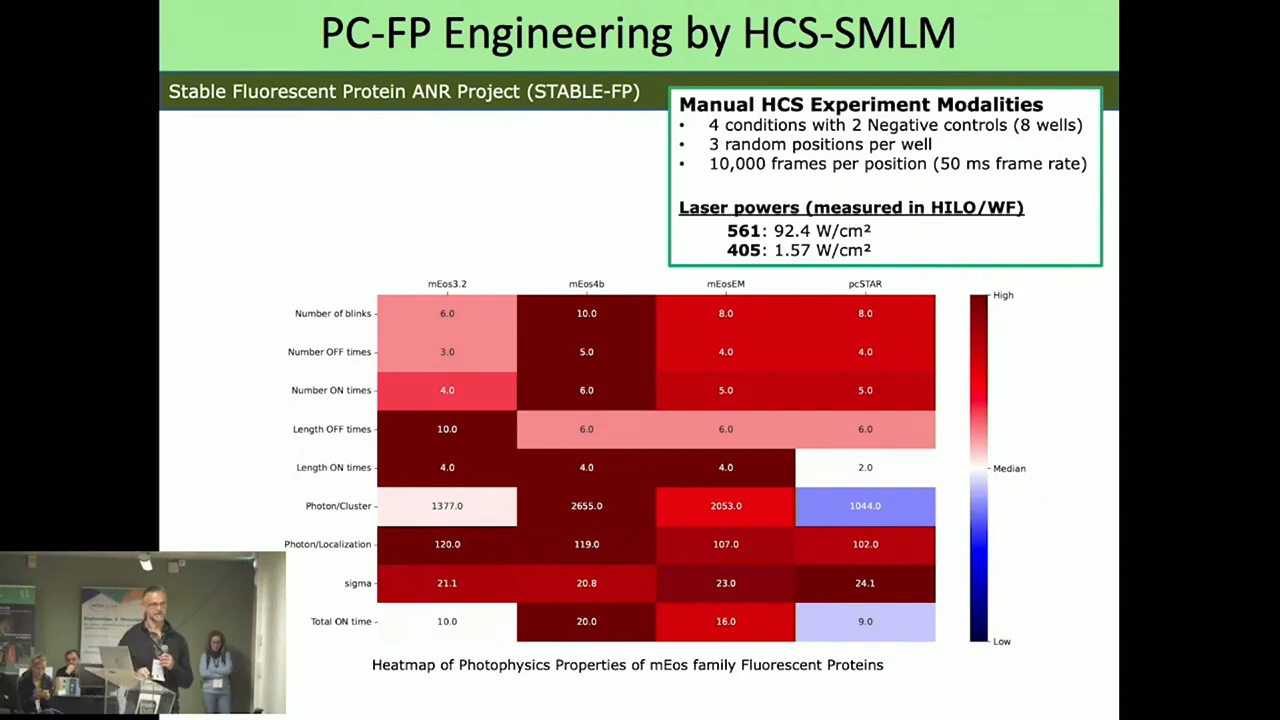 PC-FP Engineering by HCS-SMLM
Stable Fluorescent Protein ANR Project (STABLE-FP)
Manual HCS Experiment Modalities
• 4 conditions with 2 Negative controls (8 wells)
• 3 random positions per well
• 10,000 frames per position (50 ms frame rate)
Laser powers (measured in HILO/WF)
561: 92.4 W/cm²
405: 1.57 W/cm²
mEos3.2 mEos4b mEosEM pcSTAR
Number of blinks 6.0 10.0 8.0 8.0
Number OFF times 3.0 5.0 4.0 4.0
Number ON times 4.0 6.0 5.0 5.0
Length OFF times 10.0 6.0 6.0 6.0
Length ON times 4.0 4.0 4.0 2.0
Photon/Cluster 1377.0 2655.0 2053.0 1044.0
Photon/Localization 120.0 119.0 107.0 102.0
sigma 21.1 20.8 23.0 24.1
Total ON time 10.0 20.0 16.0 9.0
High
Median
Low
Heatmap of Photophysics Properties of mEos family Fluorescent Proteins